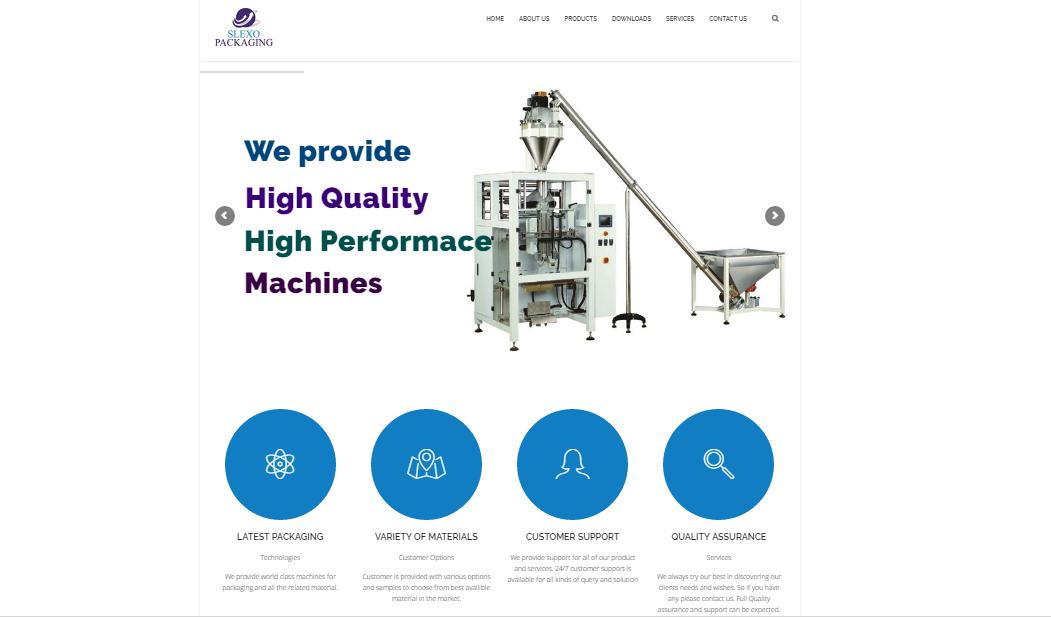 SLEXO
PACKAGING
HOME ABOUT US PRODUCTS DOWNLOADS SERVICES CONTACT US
We provide
High Quality
High Performace
Machines
LATEST PACKAGING
Technologies
We provide world class machines for
packaging and all the related material.
VARIETY OF MATERIALS
Customer Options
Customer is provided with various options
and samples to choose from best availible
material in the market.
CUSTOMER SUPPORT
We provide support for all of our product
and services. 24/7 customer support is
available for all kinds of query and solution
QUALITY ASSURANCE
Services
We always try our best in discovering our
clients needs and wishes. So if you have
any please contact us. Full Quality
assurance and support can be expected.